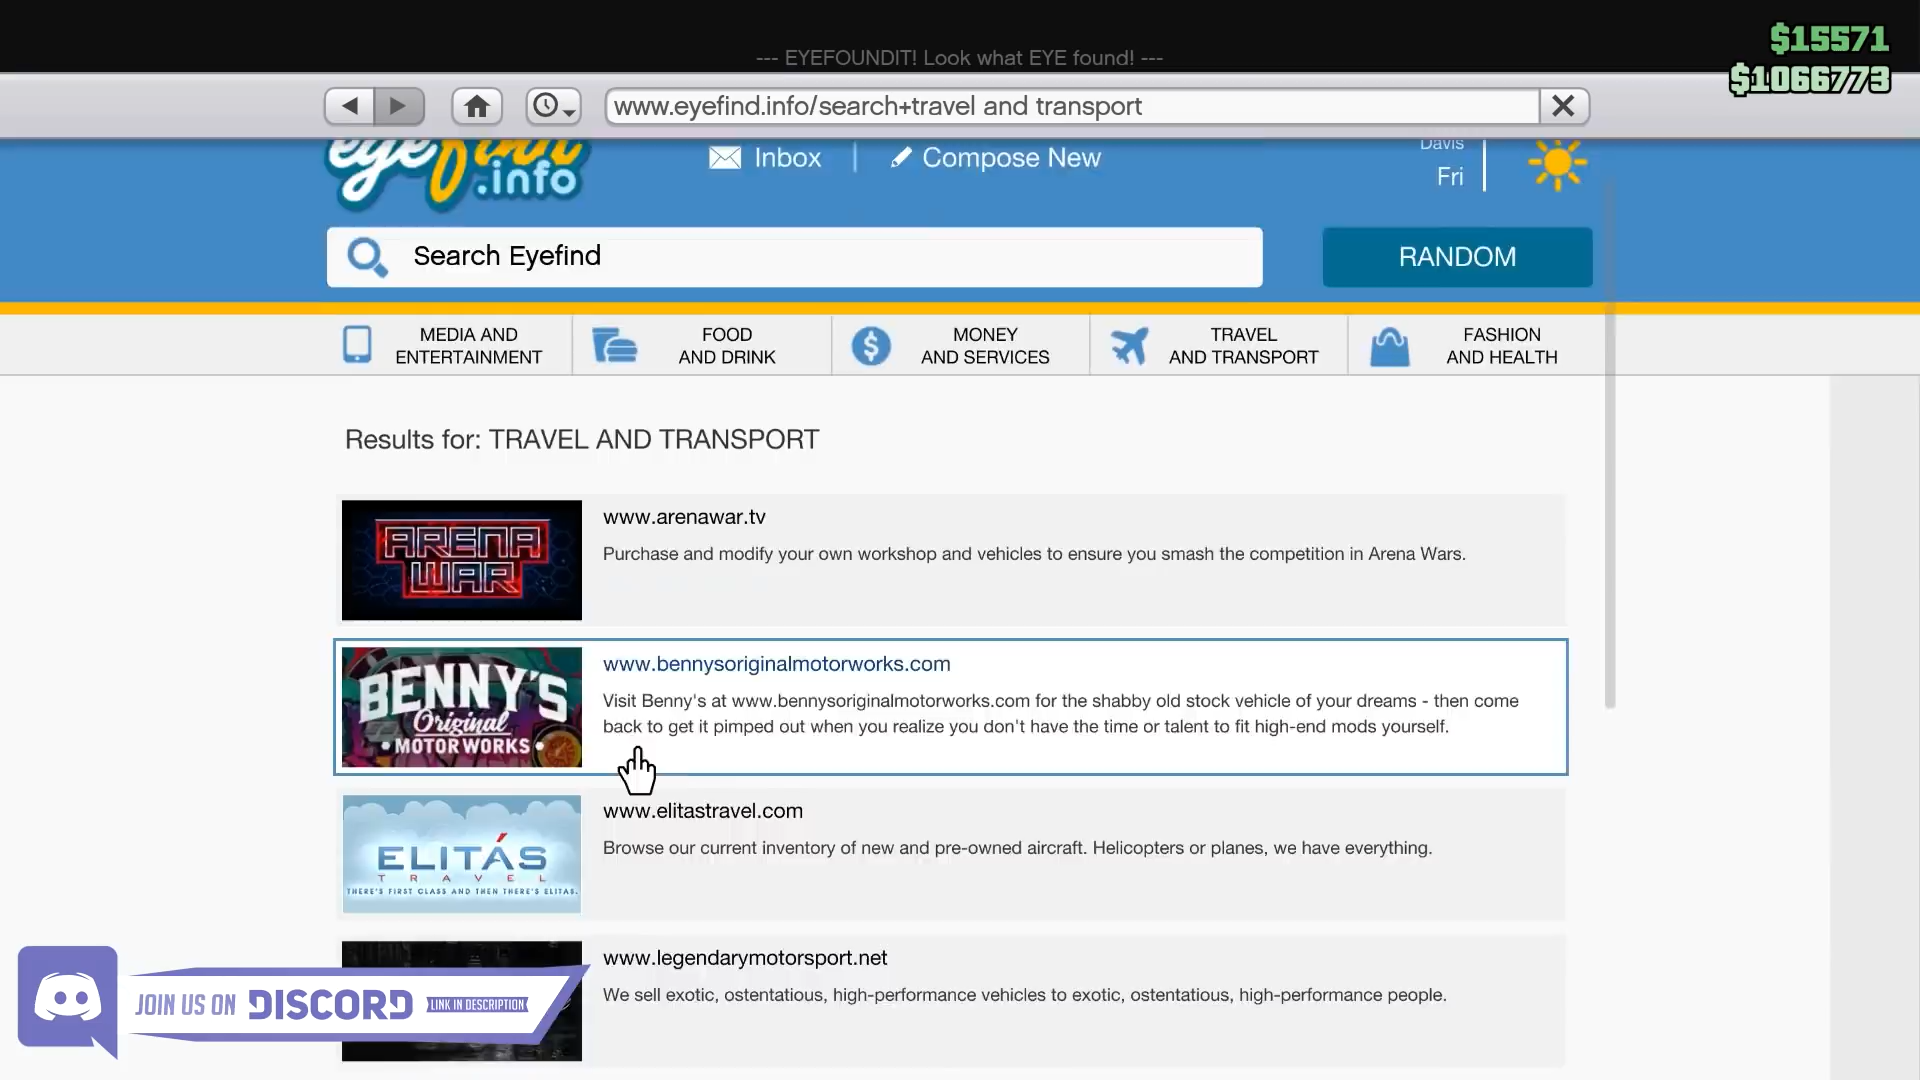 $15571
--- EYEFOUNDIT! Look what EYE found! ---
$1066773
www.eyefind.info/search+travel and transport
eyefind
.info
Inbox
Compose New
Davis
Fri
Search Eyefind
RANDOM
MEDIA AND
ENTERTAINMENT
FOOD
AND DRINK
MONEY
AND SERVICES
TRAVEL
AND TRANSPORT
FASHION
AND HEALTH
Results for: TRAVEL AND TRANSPORT
ARENA
WAR
www.arenawar.tv
Purchase and modify your own workshop and vehicles to ensure you smash the competition in Arena Wars.
BENNY'S
Original
MOTOR WORKS
www.bennysoriginalmotorworks.com
Visit Benny's at www.bennysoriginalmotorworks.com for the shabby old stock vehicle of your dreams - then come
back to get it pimped out when you realize you don't have the time or talent to fit high-end mods yourself.
ELITÁS
TRAVEL
THERE'S FIRST CLASS AND THEN THERE'S ELITAS.
www.elitastravel.com
Browse our current inventory of new and pre-owned aircraft. Helicopters or planes, we have everything.
www.legendarymotorsport.net
We sell exotic, ostentatious, high-performance vehicles to exotic, ostentatious, high-performance people.
JOIN US ON DISCORD LINK IN DESCRIPTION